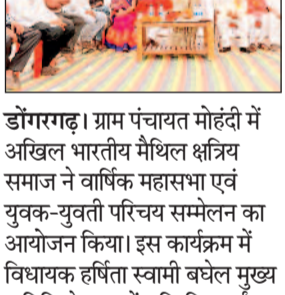 डोंगरगढ़। ग्राम पंचायत मोहंदी में
अखिल भारतीय मैथिल क्षत्रिय
समाज ने वार्षिक महासभा एवं
युवक-युवती परिचय सम्मेलन का
आयोजन किया। इस कार्यक्रम में
विधायक हर्षिता स्वामी बघेल मुख्य